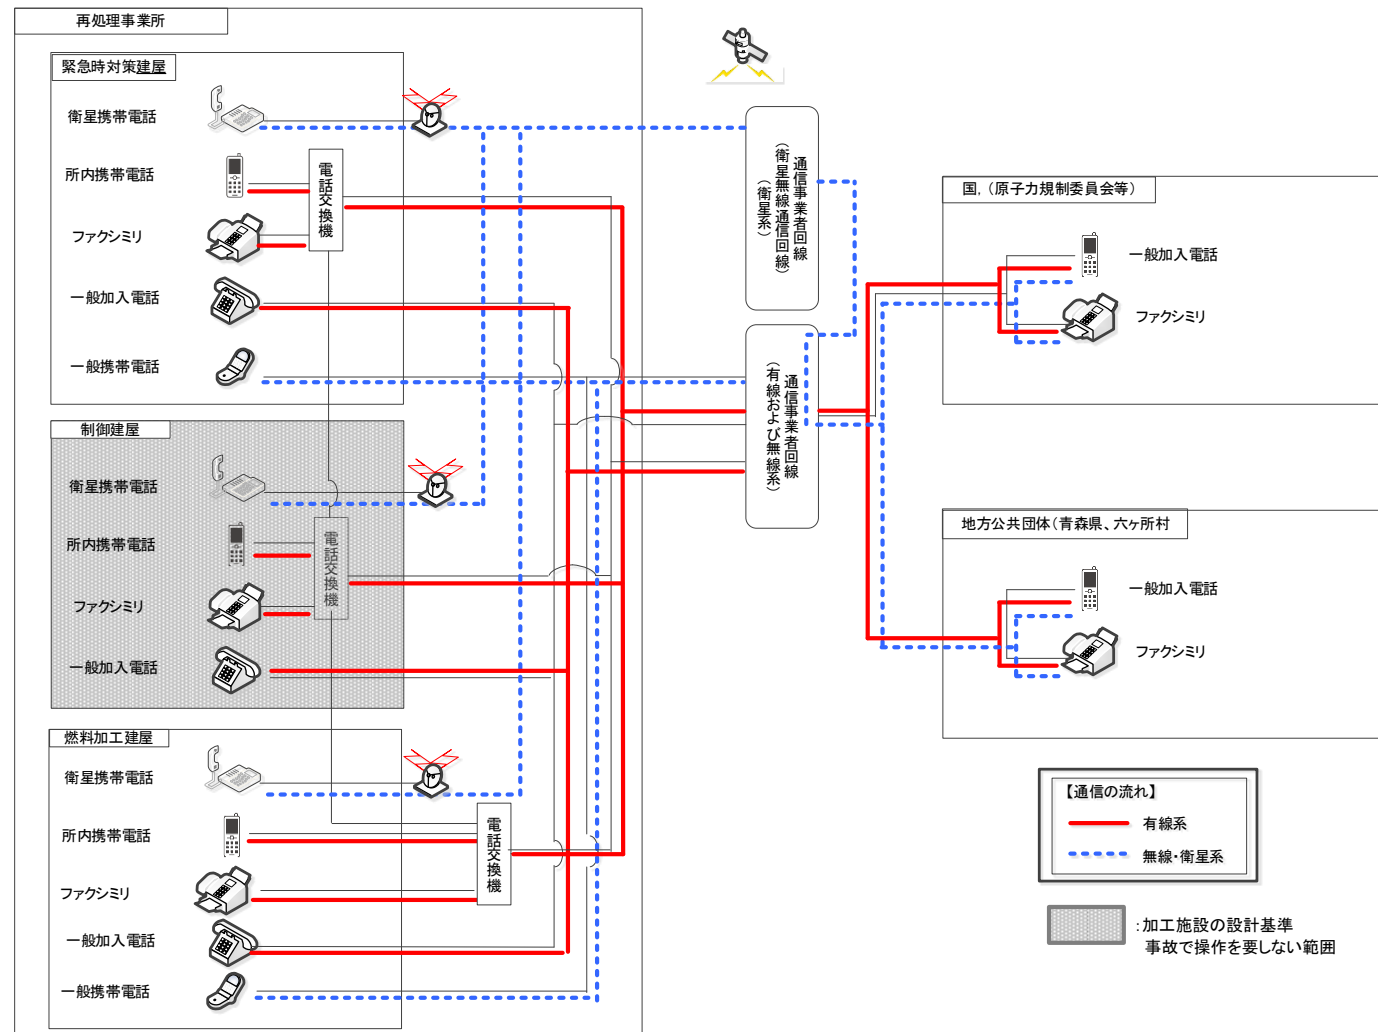 再処理事業所
緊急時対策建屋
衛星携帯電話
所内携帯電話
電話交換機
ファクシミリ
一般加入電話
一般携帯電話
制御建屋
衛星携帯電話
所内携帯電話
電話交換機
ファクシミリ
一般加入電話
燃料加工建屋
衛星携帯電話
所内携帯電話
電話交換機
ファクシミリ
一般加入電話
一般携帯電話
通信事業者回線
(衛星無線通信回線)
(衛星系)
通信事業者回線
(有線および無線系)
国,(原子力規制委員会等)
一般加入電話
ファクシミリ
地方公共団体(青森県、六ヶ所村
一般加入電話
ファクシミリ
【通信の流れ】
有線系
無線・衛星系
:加工施設の設計基準
事故で操作を要しない範囲